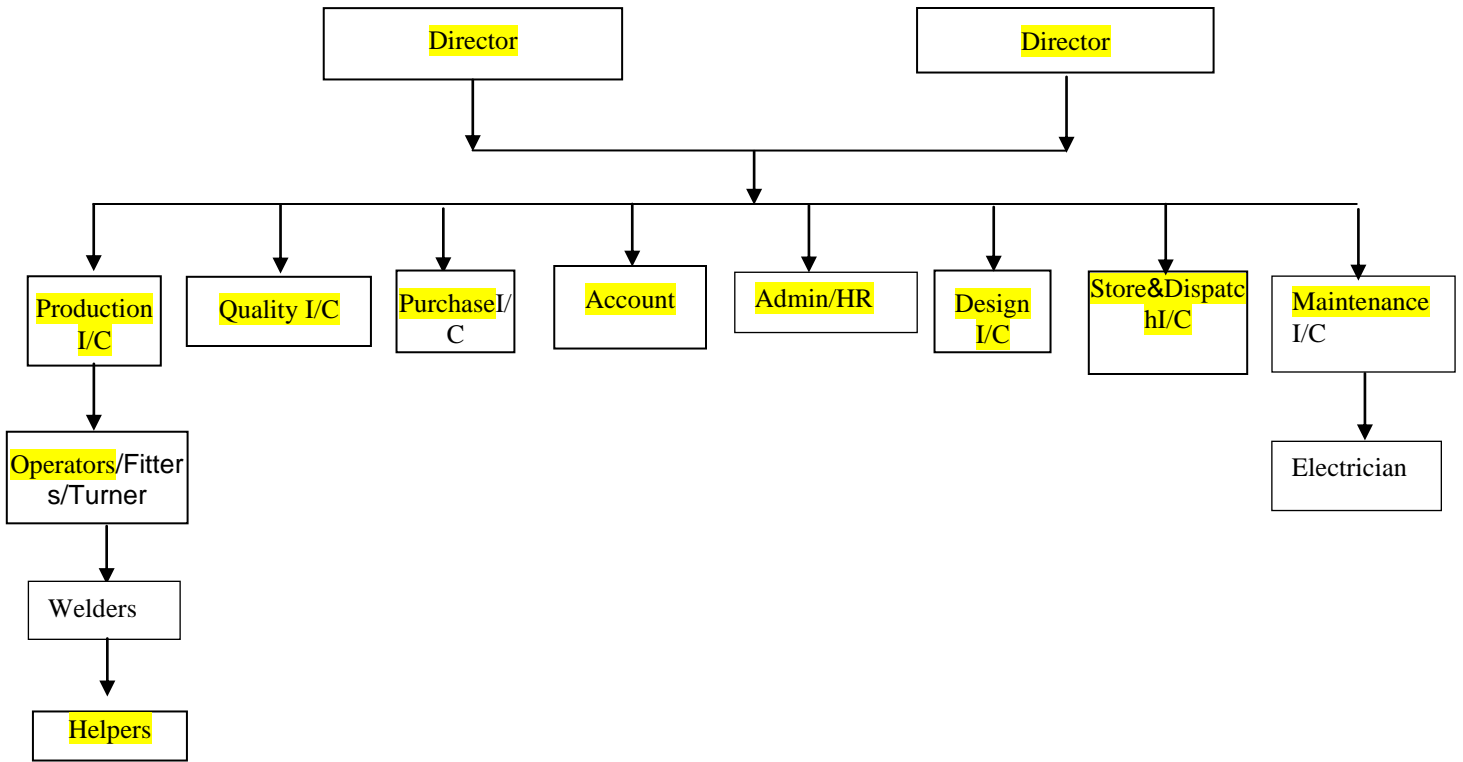 Director
Director
Production
I/C
Quality I/C
PurchaseI/
C
Account
Admin/HR
Design
I/C
Store&Dispatc
hI/C
Maintenance
I/C
Operators/Fitter
s/Turner
Electrician
Welders
Helpers